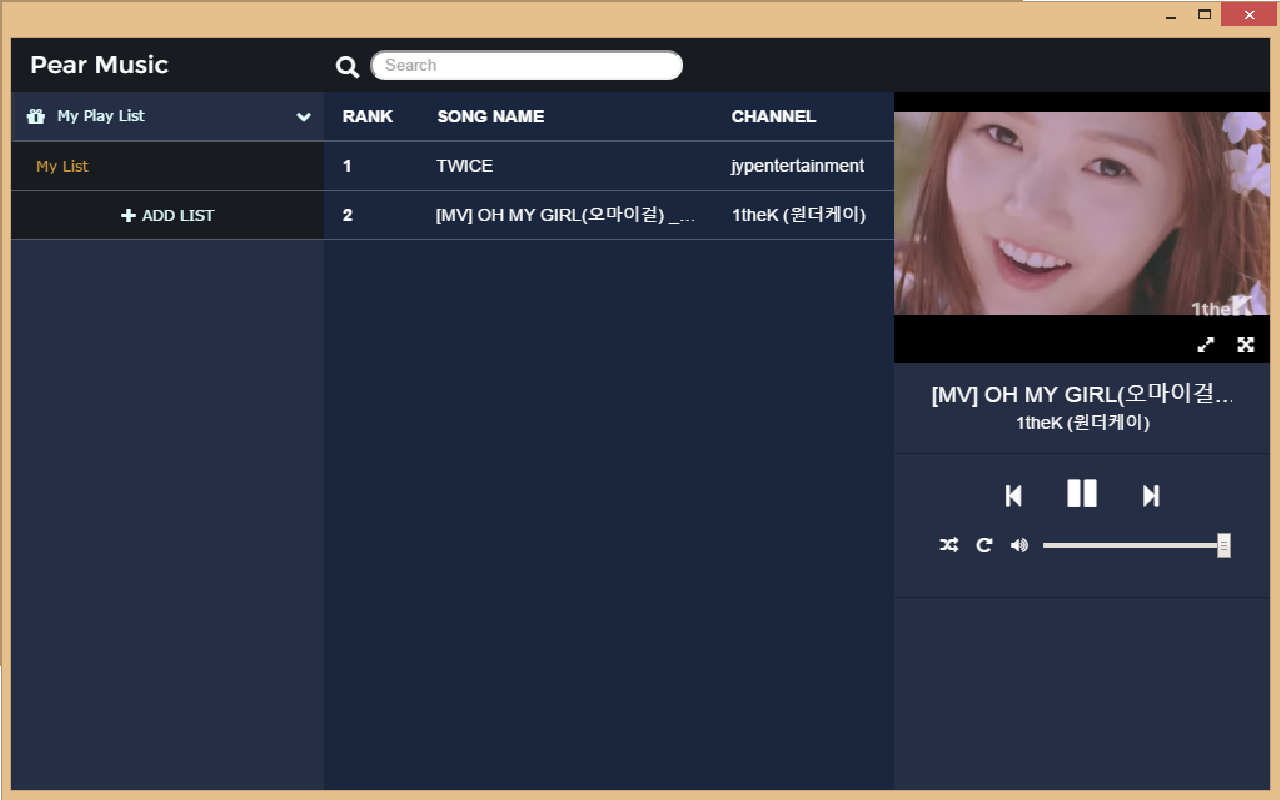 Pear Music
Search
My Play List
My List
ADD LIST
RANK SONG NAME CHANNEL
1 TWICE jypentertainment
2 [MV] OH MY GIRL(오마이걸) _... 1theK (원더케이)
1theK
[MV] OH MY GIRL(오마이걸...
1theK (원더케이)